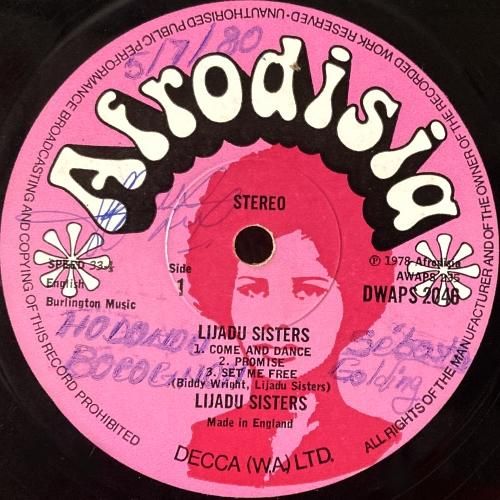 UNAUTHORISED PUBLIC PERFORMANCE BROADCASTING AND COPYING OF THIS RECORD PROHIBITED
ALL RIGHTS OF THE MANUFACTURER AND OF THE OWNER OF THE RECORDED WORK RESERVED •
5/7/80
Afrodisia
STEREO
SPEED 33⅓
English
Burlington Music
Side
1
℗ 1978 Afrodisia
AWAPS
DWAPS 2046
LIJADU SISTERS
1. COME AND DANCE
2. PROMISE
3. SET ME FREE
(Biddy Wright, Lijadu Sisters)
LIJADU SISTERS
Made in England
Golding
DECCA (W.A.) LTD.